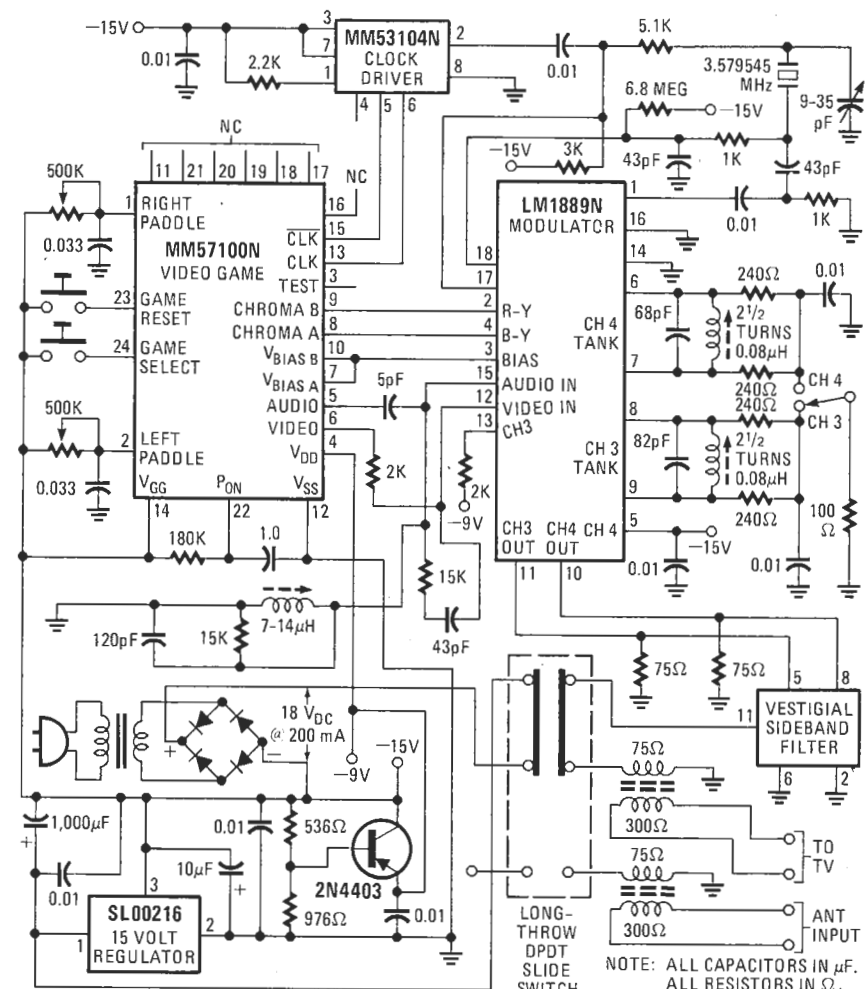 −15V
0.01
2.2K
3
7
1
MM53104N
CLOCK
DRIVER
2
8
4
5
6
0.01
5.1K
3.579545
MHz
9-35
pF
6.8 MEG
−15V
−15V
3K
43pF
1K
43pF
0.01
1K
NC
11
21
20
19
18
17
NC
500K
0.033
1
RIGHT
PADDLE
MM57100N
VIDEO GAME
16
15
CLK
13
CLK
3
TEST
9
CHROMA B
8
CHROMA A
10
VBIAS B
7
VBIAS A
5
AUDIO
6
VIDEO
4
VDD
23
GAME
RESET
24
GAME
SELECT
500K
0.033
2
LEFT
PADDLE
VGG
PON
VSS
14
22
12
180K
1.0
5pF
2K
LM1889N
MODULATOR
18
17
2
R-Y
4
B-Y
3
BIAS
15
AUDIO IN
12
VIDEO IN
13
CH3
2K
−9V
1
16
14
6
CH 4
TANK
7
8
CH 3
TANK
9
5
CH 4
CH3
OUT
CH4
OUT
11
10
68pF
2 1/2
TURNS
0.08μH
240Ω
240Ω
0.01
CH 4
CH 3
240Ω
82pF
2 1/2
TURNS
0.08μH
240Ω
100
Ω
−15V
0.01
0.01
15K
43pF
120pF
15K
7-14μH
75Ω
75Ω
5
8
11
VESTIGIAL
SIDEBAND
FILTER
6
2
18 VDC
@ 200 mA
+
−
−9V
−15V
75Ω
300Ω
TO
TV
75Ω
300Ω
ANT
INPUT
1,000μF
+
0.01
3
10μF
+
0.01
536Ω
976Ω
2N4403
0.01
SL00216
15 VOLT
REGULATOR
1
2
LONG-
THROW
DPDT
SLIDE
SWITCH
NOTE: ALL CAPACITORS IN μF.
ALL RESISTORS IN Ω.